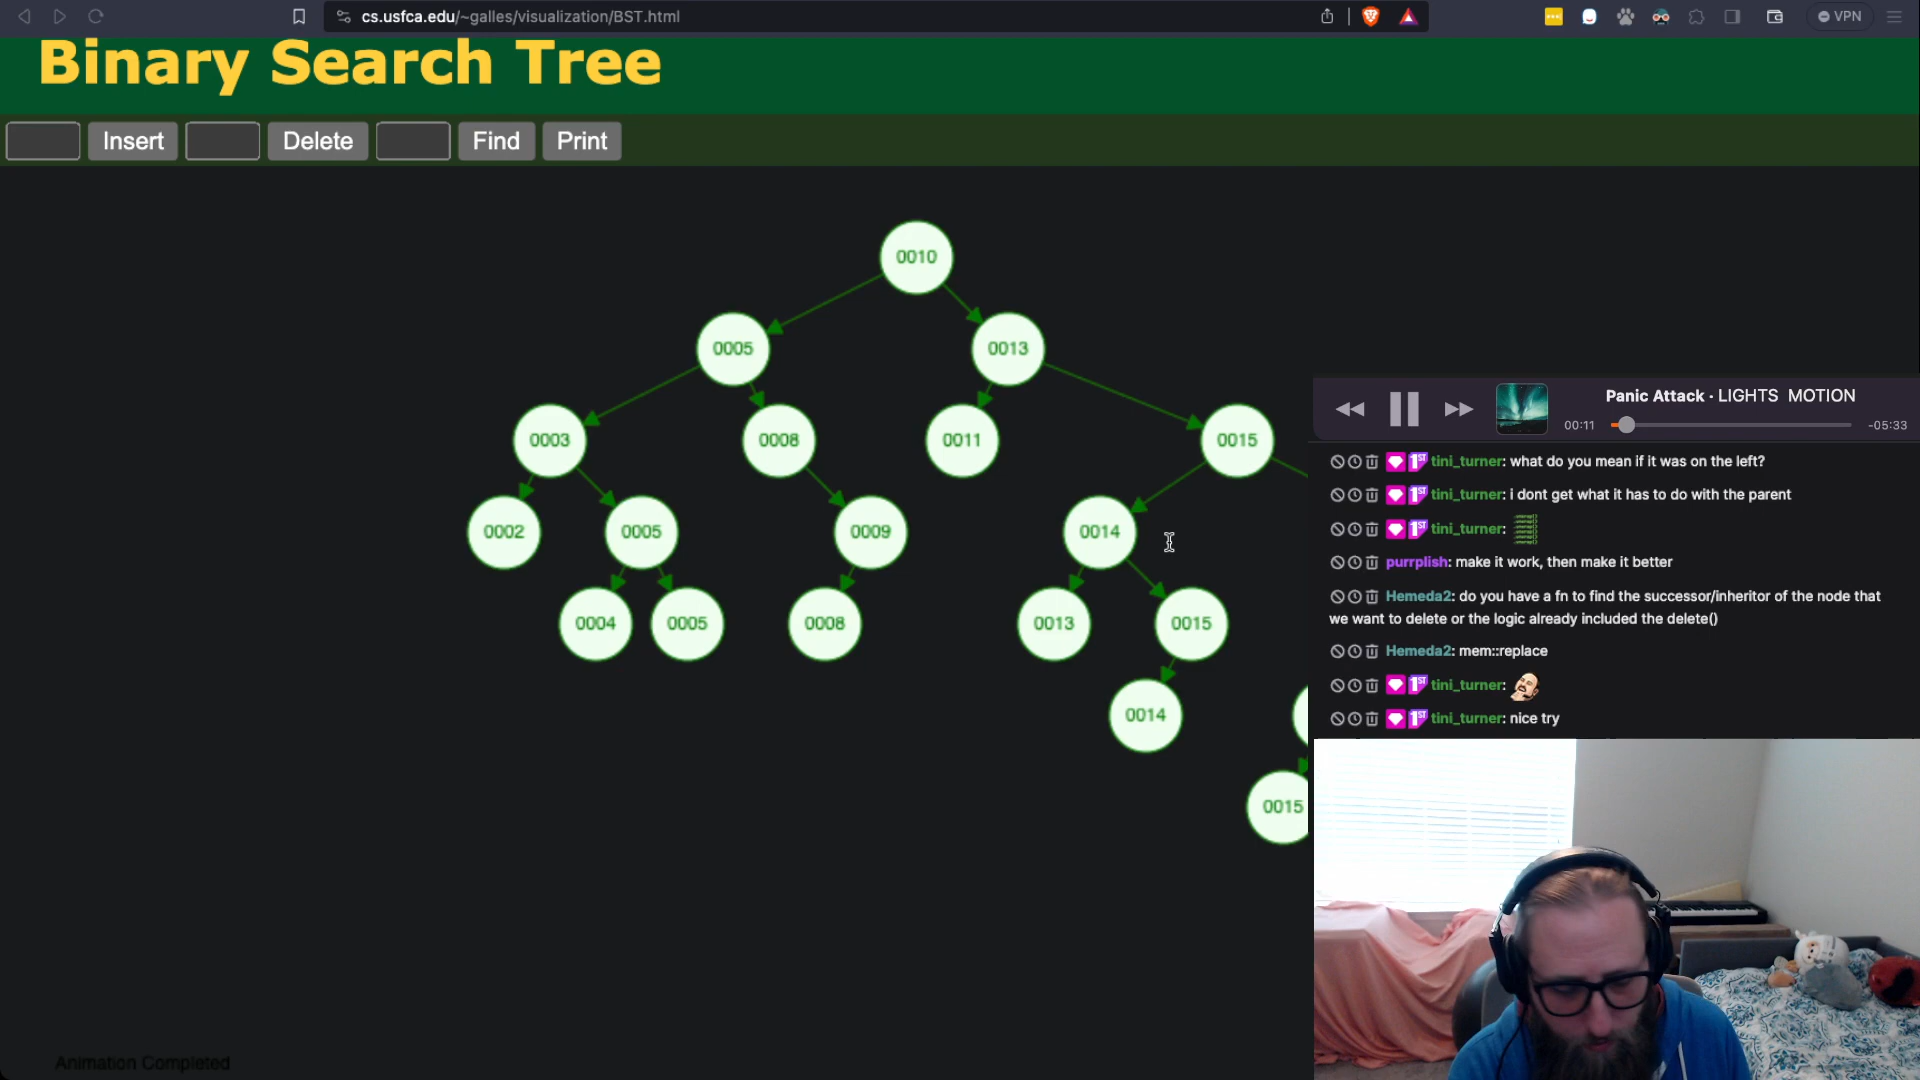 cs.usfca.edu/~galles/visualization/BST.html
VPN
Binary Search Tree
Insert
Delete
Find
Print
0010
0005
0013
0003
0008
0011
0015
0002
0005
0009
0014
0004
0005
0008
0013
0015
0014
0015
Animation Completed
Panic Attack · LIGHTS MOTION
00:11
-05:33
1ST tini_turner: what do you mean if it was on the left?
1ST tini_turner: i dont get what it has to do with the parent
1ST tini_turner:
purrplish: make it work, then make it better
Hemeda2: do you have a fn to find the successor/inheritor of the node that
we want to delete or the logic already included the delete()
Hemeda2: mem::replace
1ST tini_turner:
1ST tini_turner: nice try